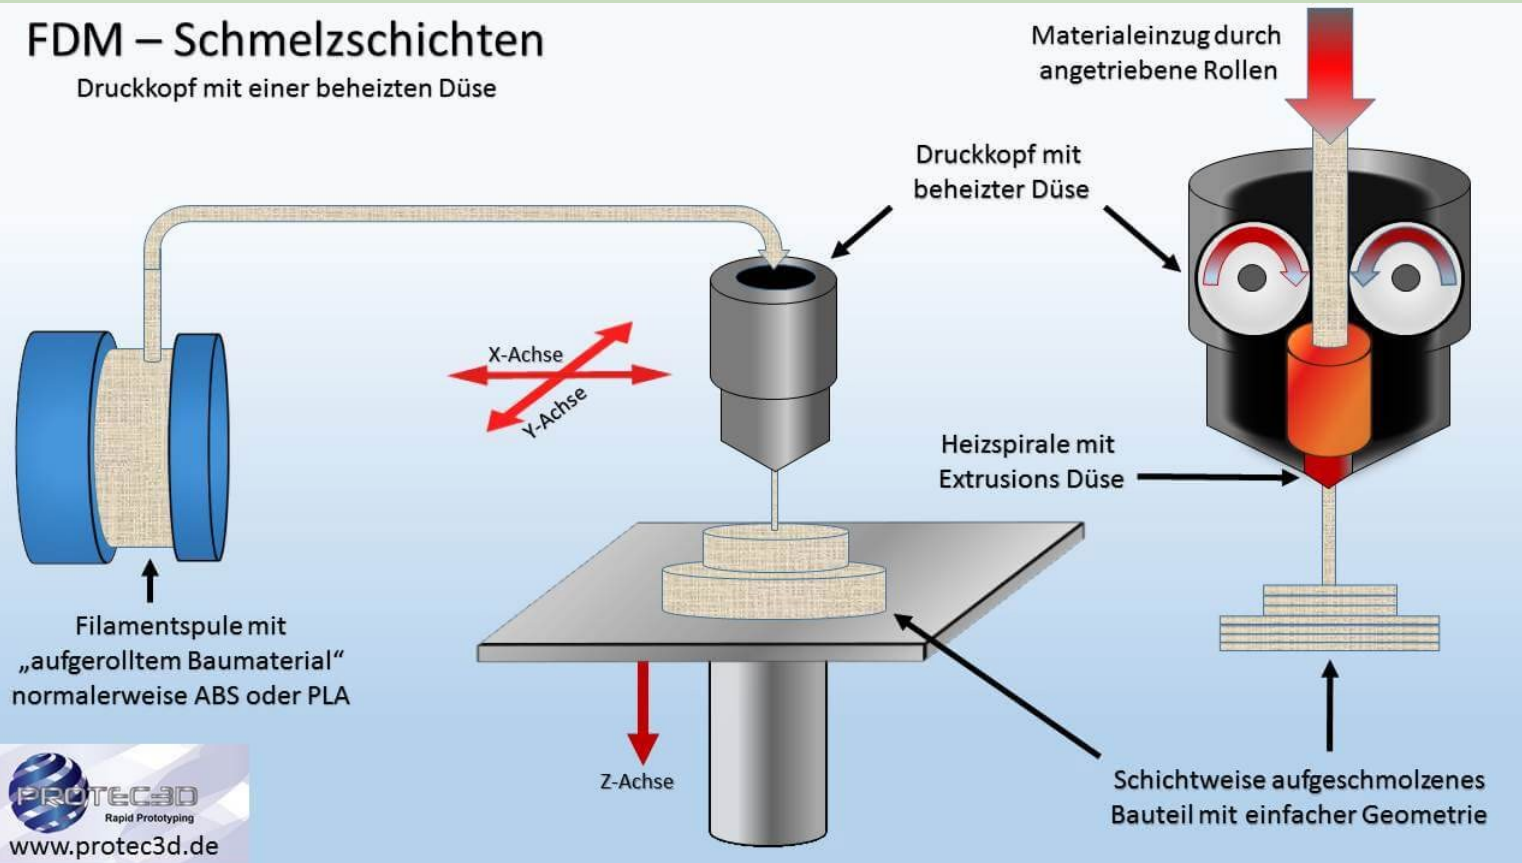 FDM – Schmelzschichten
Druckkopf mit einer beheizten Düse
Materialeinzug durch
angetriebene Rollen
Druckkopf mit
beheizter Düse
X-Achse
Y-Achse
Heizspirale mit
Extrusions Düse
Filamentspule mit
„aufgerolltem Baumaterial“
normalerweise ABS oder PLA
Z-Achse
Schichtweise aufgeschmolzenes
Bauteil mit einfacher Geometrie
PROTEC3D
Rapid Prototyping
www.protec3d.de